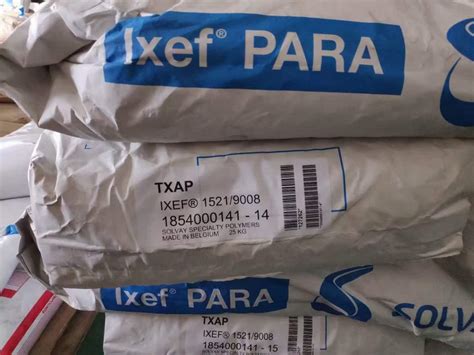 Ixef® PARA
TXAP
IXEF® 1521/9008
1854000141 - 14
SOLVAY SPECIALTY POLYMERS
MADE IN BELGIUM 25 KG
Ixef® PARA
SOLVAY
TXAP
IXEF® 1521/9008
1854000141 - 15